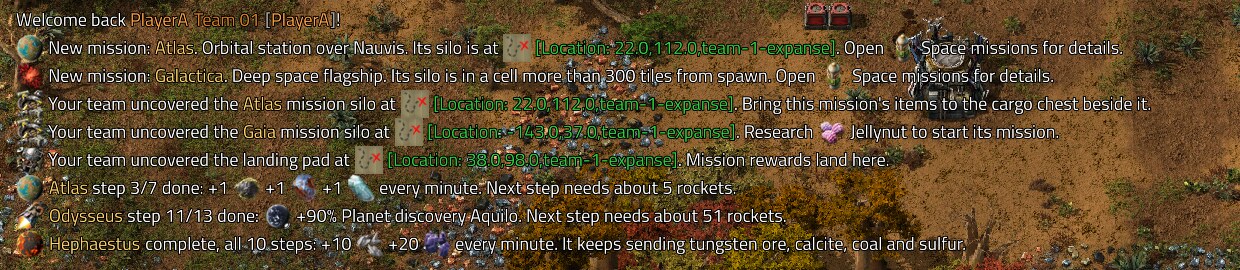 Welcome back PlayerA Team 01 [PlayerA]!
New mission: Atlas. Orbital station over Nauvis. Its silo is at [Location: 22.0,112.0,team-1-expanse]. Open Space missions for details.
New mission: Galactica. Deep space flagship. Its silo is in a cell more than 300 tiles from spawn. Open Space missions for details.
Your team uncovered the Atlas mission silo at [Location: 22.0,112.0,team-1-expanse]. Bring this mission's items to the cargo chest beside it.
Your team uncovered the Gaia mission silo at [Location: -143.0,37.0,team-1-expanse]. Research Jellynut to start its mission.
Your team uncovered the landing pad at [Location: 38.0,98.0,team-1-expanse]. Mission rewards land here.
Atlas step 3/7 done: +1 +1 +1 every minute. Next step needs about 5 rockets.
Odysseus step 11/13 done: +90% Planet discovery Aquilo. Next step needs about 51 rockets.
Hephaestus complete, all 10 steps: +10 +20 every minute. It keeps sending tungsten ore, calcite, coal and sulfur.